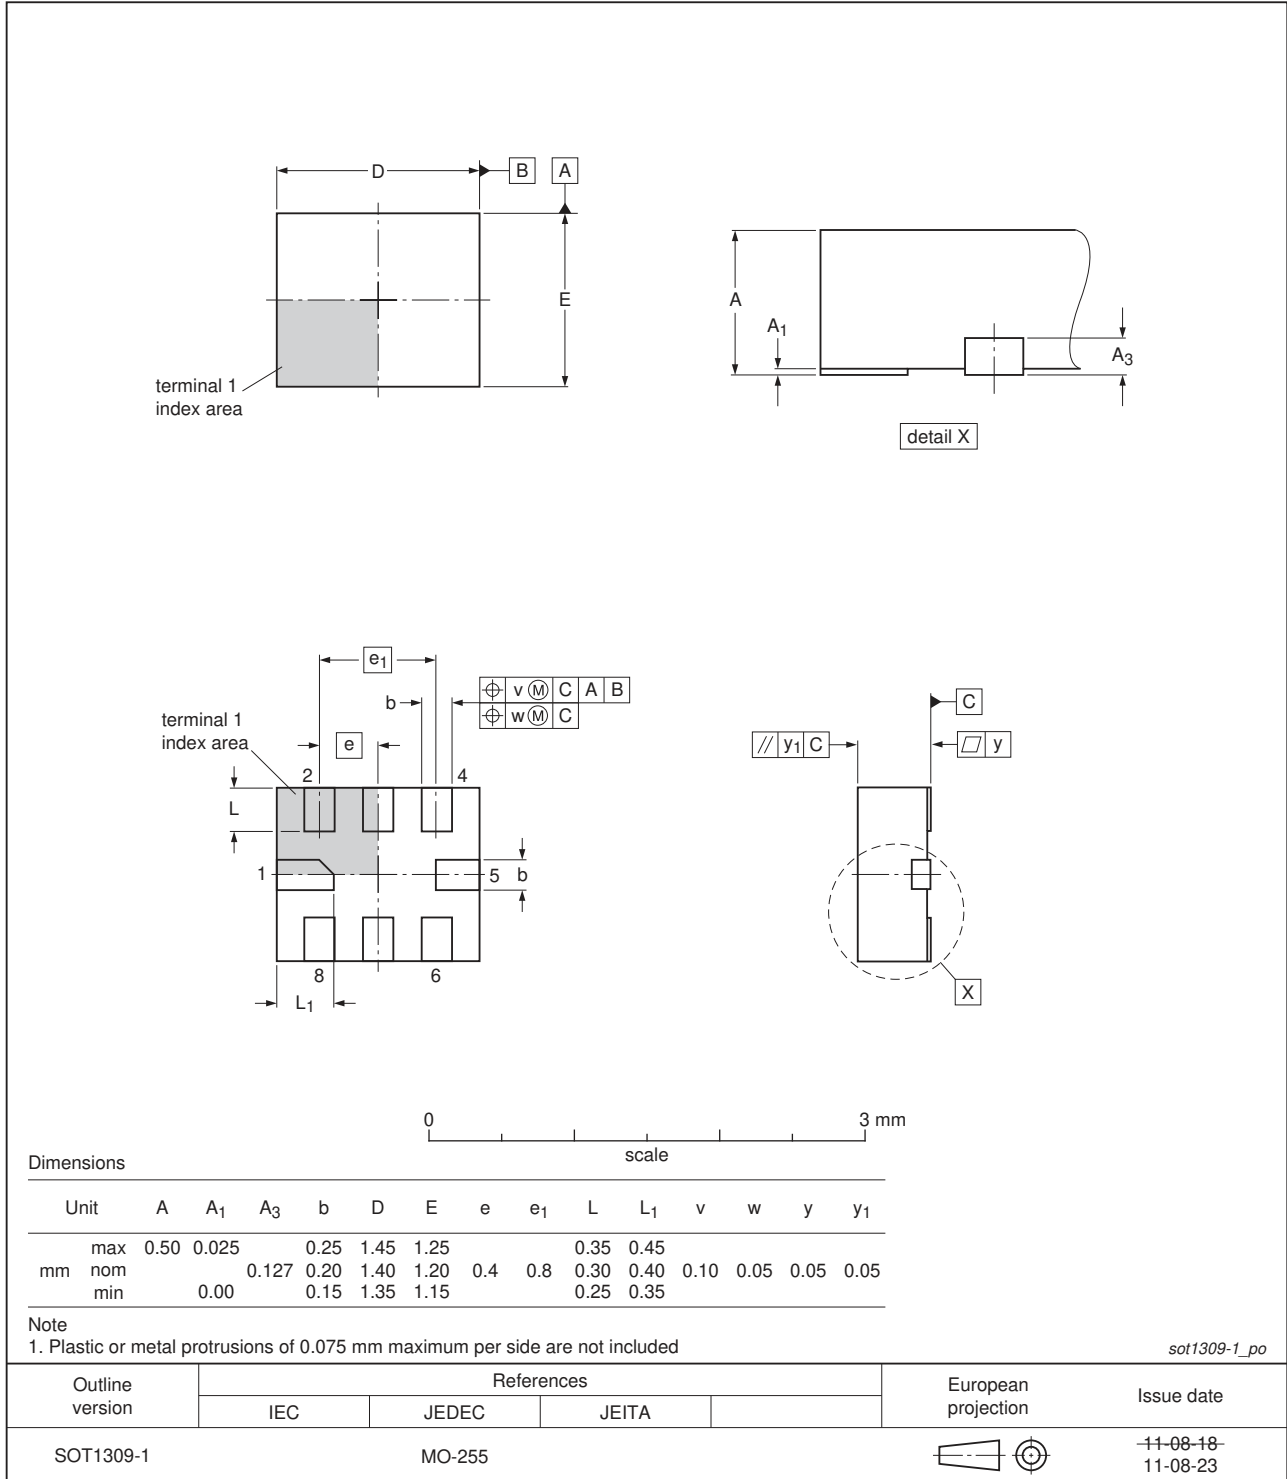 D
B
A
E
terminal 1
index area
A
A1
A3
detail X
e1
b
v M C A B
w M C
terminal 1
index area
e
2
4
L
1
5
b
8
6
L1
C
// y1 C
y
X
0
3 mm
scale
Dimensions
Unit A A1 A3 b D E e e1 L L1 v w y y1
max 0.50 0.025 0.25 1.45 1.25 0.35 0.45
mm nom 0.127 0.20 1.40 1.20 0.4 0.8 0.30 0.40 0.10 0.05 0.05 0.05
min 0.00 0.15 1.35 1.15 0.25 0.35
Note
1. Plastic or metal protrusions of 0.075 mm maximum per side are not included
sot1309-1_po
Outline version
References
European projection
Issue date
IEC JEDEC JEITA
SOT1309-1 MO-255
11-08-18
11-08-23